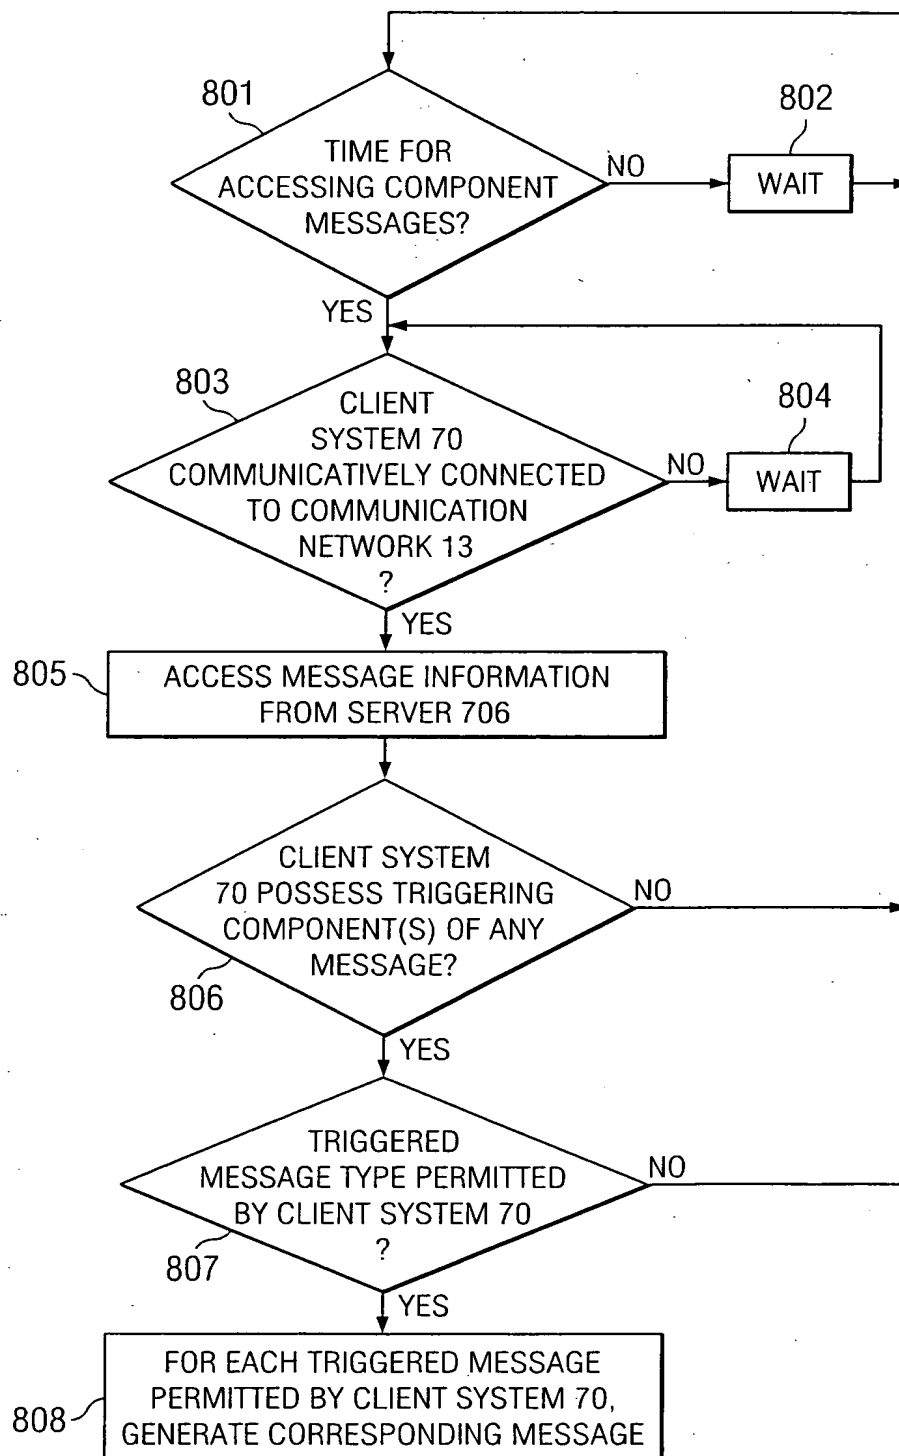 801
TIME FOR
ACCESSING COMPONENT
MESSAGES?
NO
802
WAIT
YES
803
CLIENT
SYSTEM 70
COMMUNICATIVELY CONNECTED
TO COMMUNICATION
NETWORK 13
?
NO
804
WAIT
YES
805
ACCESS MESSAGE INFORMATION
FROM SERVER 706
CLIENT SYSTEM
70 POSSESS TRIGGERING
COMPONENT(S) OF ANY
MESSAGE?
NO
806
YES
TRIGGERED
MESSAGE TYPE PERMITTED
BY CLIENT SYSTEM 70
?
NO
807
YES
808
FOR EACH TRIGGERED MESSAGE
PERMITTED BY CLIENT SYSTEM 70,
GENERATE CORRESPONDING MESSAGE